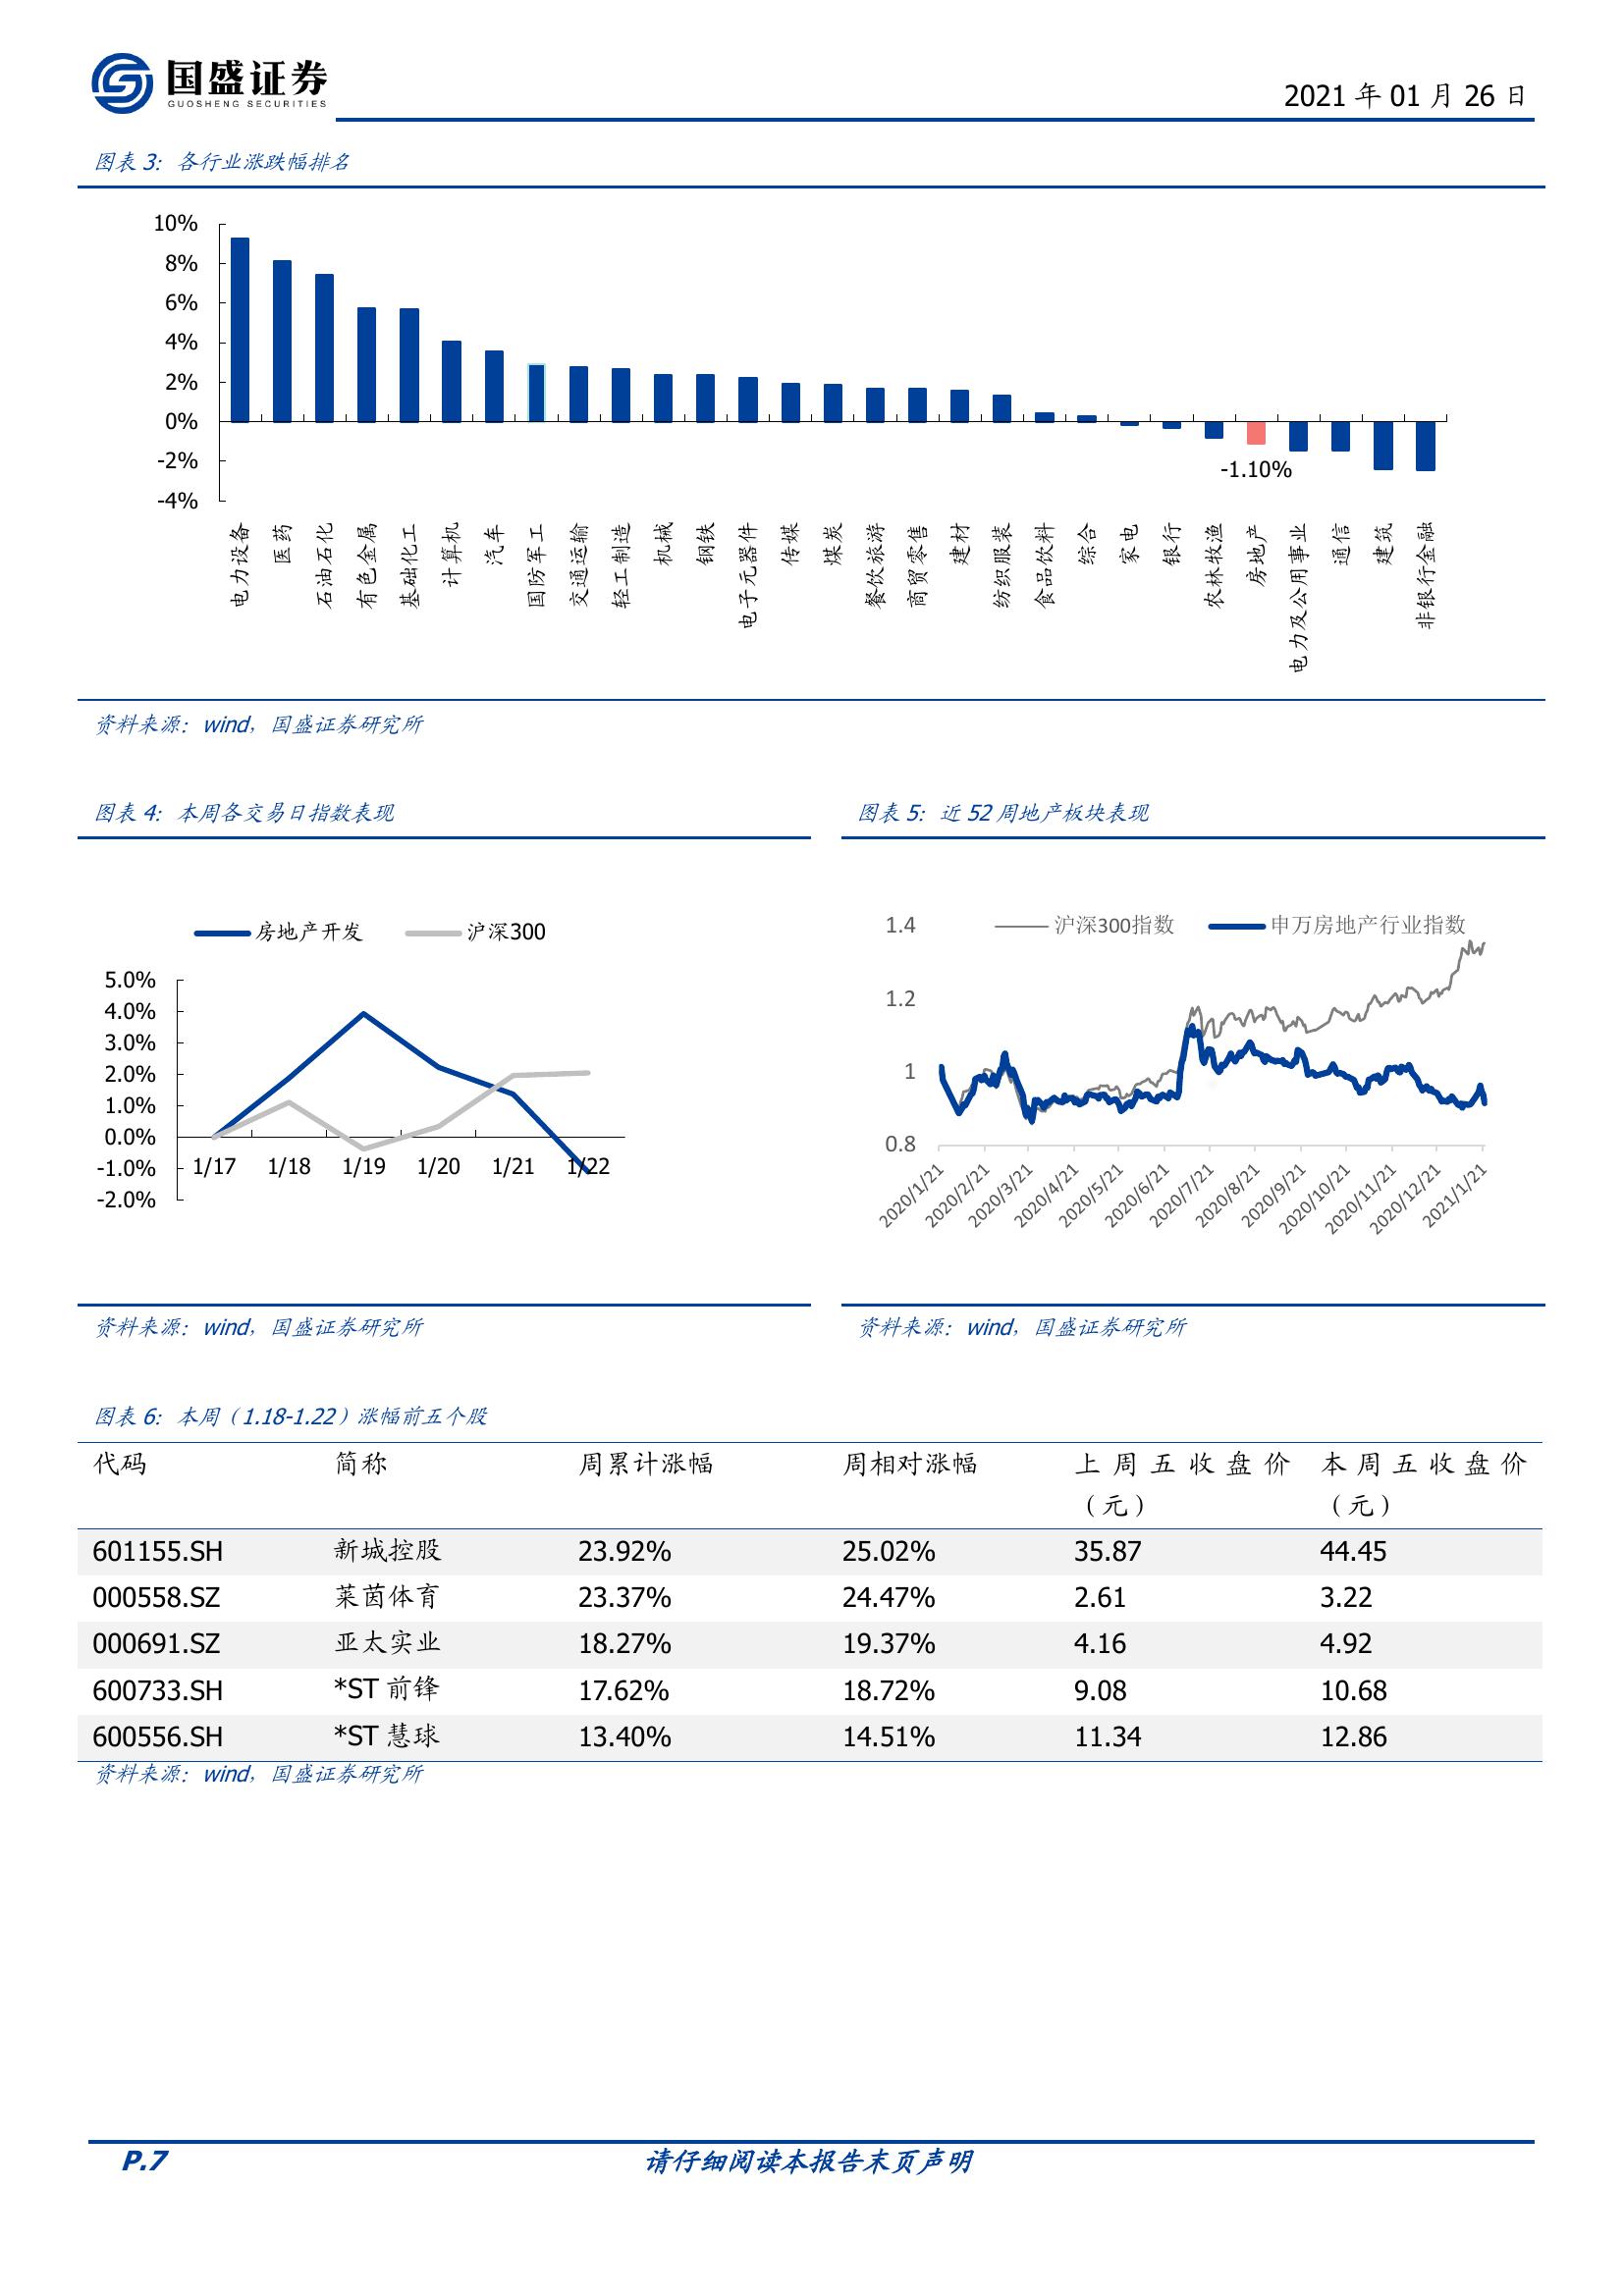 国盛证券
GUOSHENG SECURITIES
2021 年 01 月 26 日
图表 3：各行业涨跌幅排名
10%
8%
6%
4%
2%
0%
-2%
-4%
-1.10%
电力设备
医药
石油石化
有色金属
基础化工
计算机
汽车
国防军工
交通运输
轻工制造
机械
钢铁
电子元器件
传媒
煤炭
餐饮旅游
商贸零售
建材
纺织服装
食品饮料
综合
家电
银行
农林牧渔
房地产
电力及公用事业
通信
建筑
非银行金融
资料来源：wind，国盛证券研究所
图表 4：本周各交易日指数表现
房地产开发 沪深300
5.0%
4.0%
3.0%
2.0%
1.0%
0.0%
-1.0%
-2.0%
1/17 1/18 1/19 1/20 1/21 1/22
资料来源：wind，国盛证券研究所
图表 5：近 52 周地产板块表现
沪深300指数 申万房地产行业指数
1.4
1.2
1
0.8
2020/1/21
2020/2/21
2020/3/21
2020/4/21
2020/5/21
2020/6/21
2020/7/21
2020/8/21
2020/9/21
2020/10/21
2020/11/21
2020/12/21
2021/1/21
资料来源：wind，国盛证券研究所
图表 6：本周（1.18-1.22）涨幅前五个股
代码 简称 周累计涨幅 周相对涨幅 上周五收盘价 本周五收盘价
（元） （元）
601155.SH 新城控股 23.92% 25.02% 35.87 44.45
000558.SZ 莱茵体育 23.37% 24.47% 2.61 3.22
000691.SZ 亚太实业 18.27% 19.37% 4.16 4.92
600733.SH *ST 前锋 17.62% 18.72% 9.08 10.68
600556.SH *ST 慧球 13.40% 14.51% 11.34 12.86
资料来源：wind，国盛证券研究所
P.7 请仔细阅读本报告末页声明